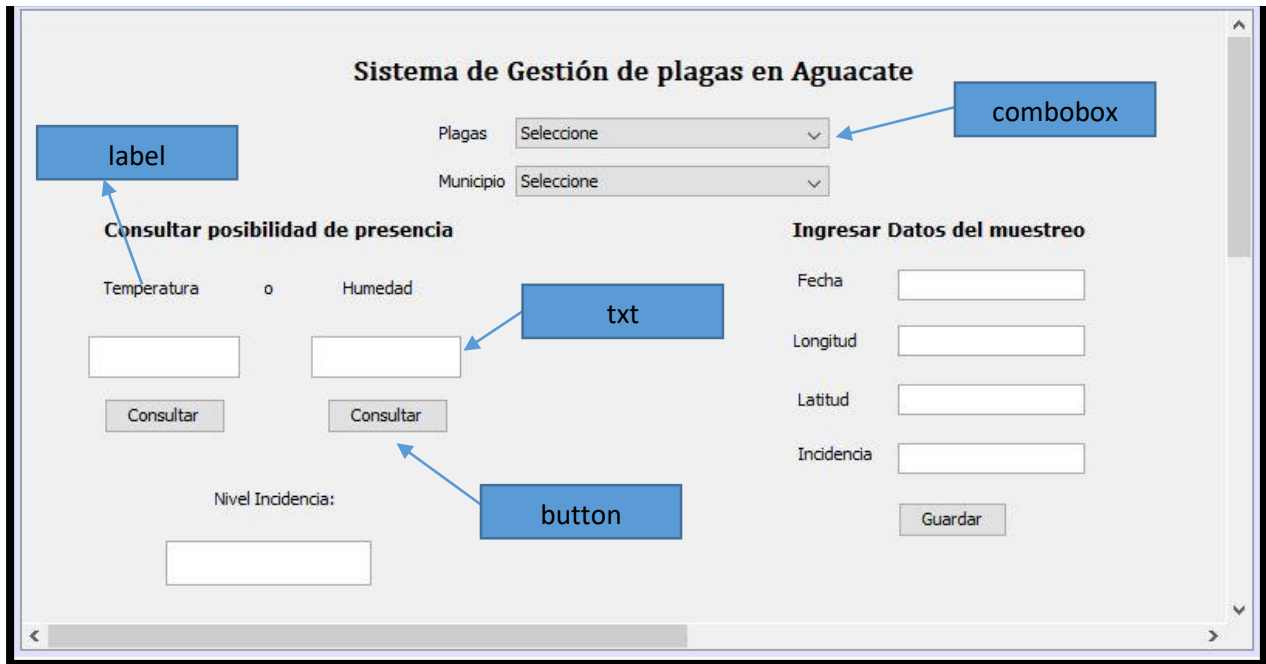 Sistema de Gestión de plagas en Aguacate
combobox
Plagas Seleccione
label
Municipio Seleccione
Consultar posibilidad de presencia
Ingresar Datos del muestreo
Temperatura o Humedad
Fecha
txt
Longitud
Latitud
Consultar Consultar
Incidencia
Nivel Incidencia:
button
Guardar